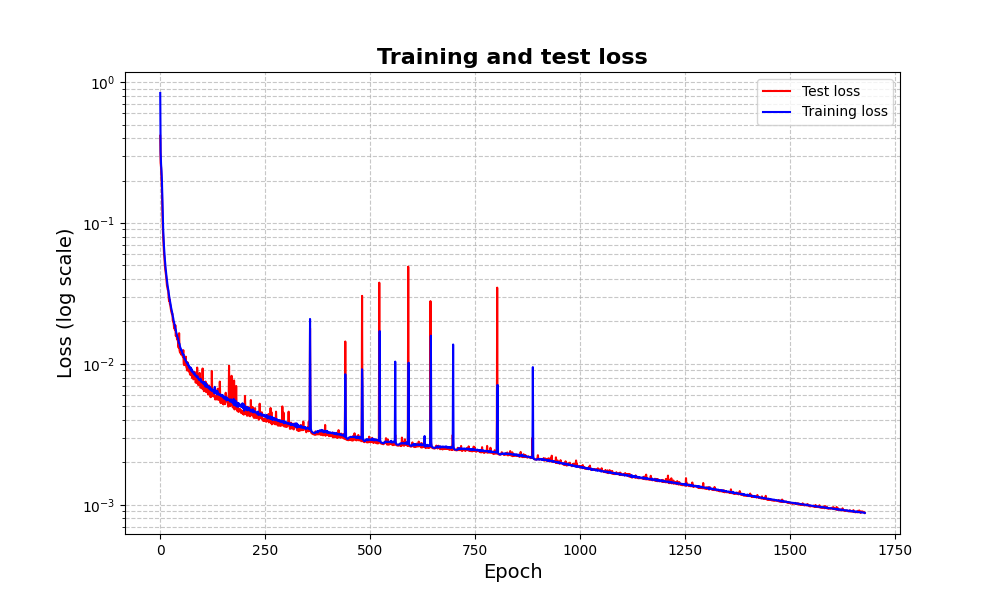 Training and test loss
Test loss
Training loss
Loss (log scale)
10⁰
10⁻¹
10⁻²
10⁻³
0 250 500 750 1000 1250 1500 1750
Epoch